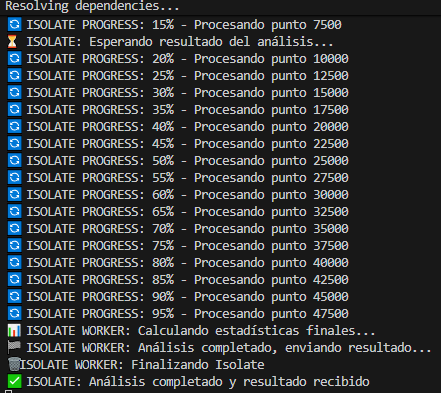 Resolving dependencies...
🔄 ISOLATE PROGRESS: 15% - Procesando punto 7500
⏳ ISOLATE: Esperando resultado del análisis...
🔄 ISOLATE PROGRESS: 20% - Procesando punto 10000
🔄 ISOLATE PROGRESS: 25% - Procesando punto 12500
🔄 ISOLATE PROGRESS: 30% - Procesando punto 15000
🔄 ISOLATE PROGRESS: 35% - Procesando punto 17500
🔄 ISOLATE PROGRESS: 40% - Procesando punto 20000
🔄 ISOLATE PROGRESS: 45% - Procesando punto 22500
🔄 ISOLATE PROGRESS: 50% - Procesando punto 25000
🔄 ISOLATE PROGRESS: 55% - Procesando punto 27500
🔄 ISOLATE PROGRESS: 60% - Procesando punto 30000
🔄 ISOLATE PROGRESS: 65% - Procesando punto 32500
🔄 ISOLATE PROGRESS: 70% - Procesando punto 35000
🔄 ISOLATE PROGRESS: 75% - Procesando punto 37500
🔄 ISOLATE PROGRESS: 80% - Procesando punto 40000
🔄 ISOLATE PROGRESS: 85% - Procesando punto 42500
🔄 ISOLATE PROGRESS: 90% - Procesando punto 45000
🔄 ISOLATE PROGRESS: 95% - Procesando punto 47500
📊 ISOLATE WORKER: Calculando estadísticas finales...
🏁 ISOLATE WORKER: Análisis completado, enviando resultado...
🗑️ISOLATE WORKER: Finalizando Isolate
✅ ISOLATE: Análisis completado y resultado recibido